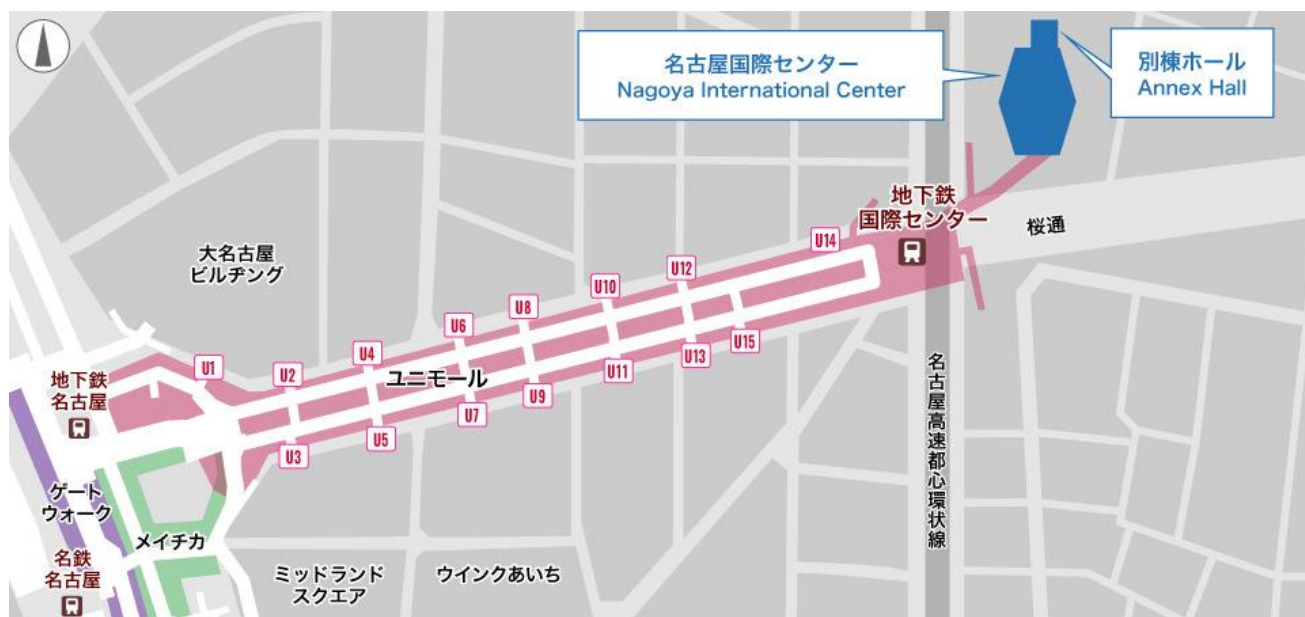 名古屋国際センター
Nagoya International Center
別棟ホール
Annex Hall
地下鉄
国際センター
桜通
大名古屋
ビルヂング
U14
U12
U10
U8
U6
U4
U2
U1
ユニモール
U15
U13
U11
U9
U7
U5
U3
地下鉄
名古屋
名古屋高速都心環状線
ゲート
ウォーク
メイチカ
名鉄
名古屋
ミッドランド
スクエア
ウインクあいち